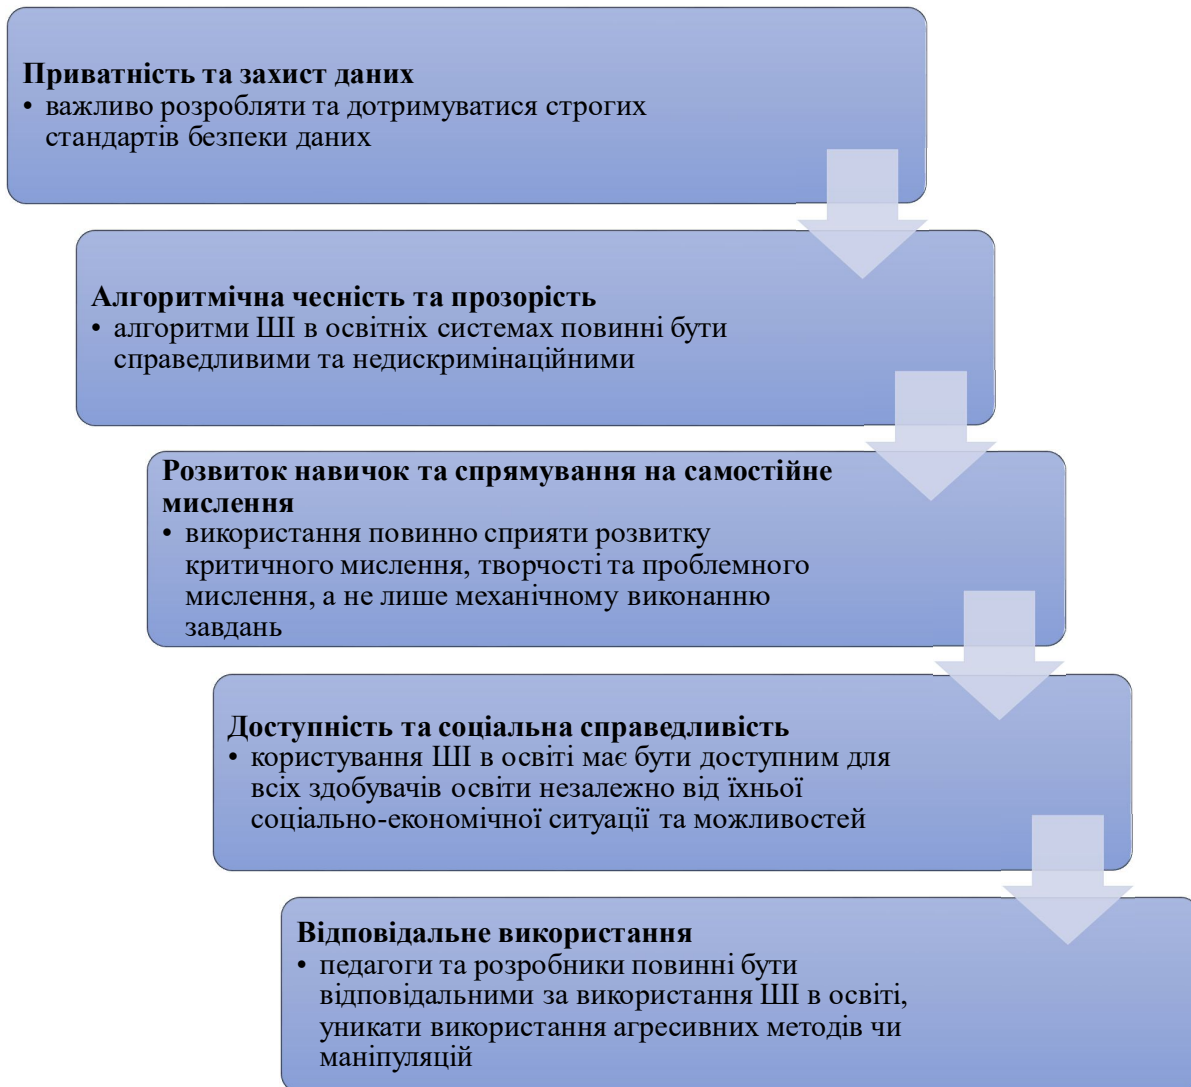 Приватність та захист даних
• важливо розробляти та дотримуватися строгих
стандартів безпеки даних
Алгоритмічна чесність та прозорість
• алгоритми ШІ в освітніх системах повинні бути
справедливими та недискримінаційними
Розвиток навичок та спрямування на самостійне
мислення
• використання повинно сприяти розвитку
критичного мислення, творчості та проблемного
мислення, а не лише механічному виконанню
завдань
Доступність та соціальна справедливість
• користування ШІ в освіті має бути доступним для
всіх здобувачів освіти незалежно від їхньої
соціально-економічної ситуації та можливостей
Відповідальне використання
• педагоги та розробники повинні бути
відповідальними за використання ШІ в освіті,
уникати використання агресивних методів чи
маніпуляцій